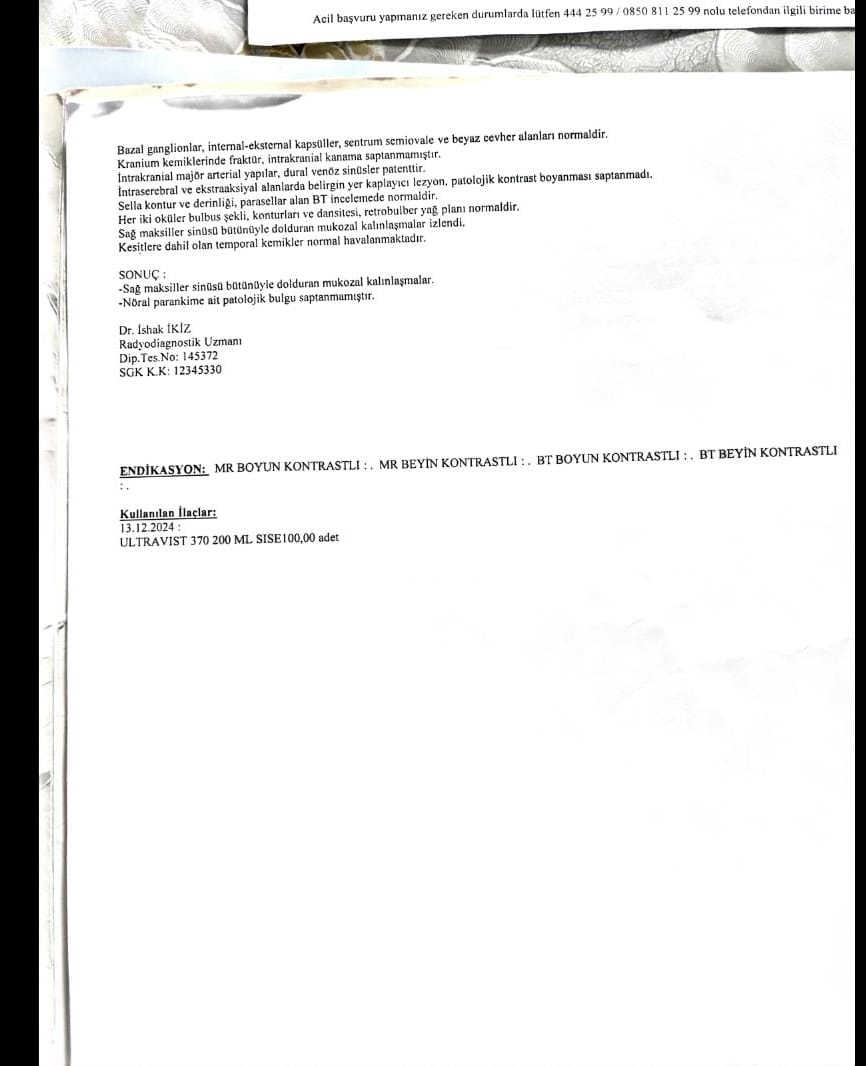 Acil başvuru yapmanız gereken durumlarda lütfen 444 25 99 / 0850 811 25 99 nolu telefondan ilgili birime ba
Bazal ganglionlar, internal-eksternal kapsüller, sentrum semiovale ve beyaz cevher alanları normaldir.
Kranium kemiklerinde fraktür, intrakranial kanama saptanmamıştır.
İntrakranial majör arterial yapılar, dural venöz sinüsler patenttir.
İntraserebral ve ekstraaksiyal alanlarda belirgin yer kaplayıcı lezyon, patolojik kontrast boyanması saptanmadı.
Sella kontur ve derinliği, parasellar alan BT incelemede normaldir.
Her iki oküler bulbus şekli, konturları ve dansitesi, retrobulber yağ planı normaldir.
Sağ maksiller sinüsü bütünüyle dolduran mukozal kalınlaşmalar izlendi.
Kesitlere dahil olan temporal kemikler normal havalanmaktadır.
SONUÇ :
-Sağ maksiller sinüsü bütünüyle dolduran mukozal kalınlaşmalar.
-Nöral parankime ait patolojik bulgu saptanmamıştır.
Dr. İshak İKİZ
Radyodiagnostik Uzmanı
Dip.Tes.No: 145372
SGK K.K: 12345330
ENDİKASYON: MR BOYUN KONTRASTLI : . MR BEYİN KONTRASTLI : . BT BOYUN KONTRASTLI : . BT BEYİN KONTRASTLI
: .
Kullanılan İlaçlar:
13.12.2024 :
ULTRAVIST 370 200 ML SISE100,00 adet